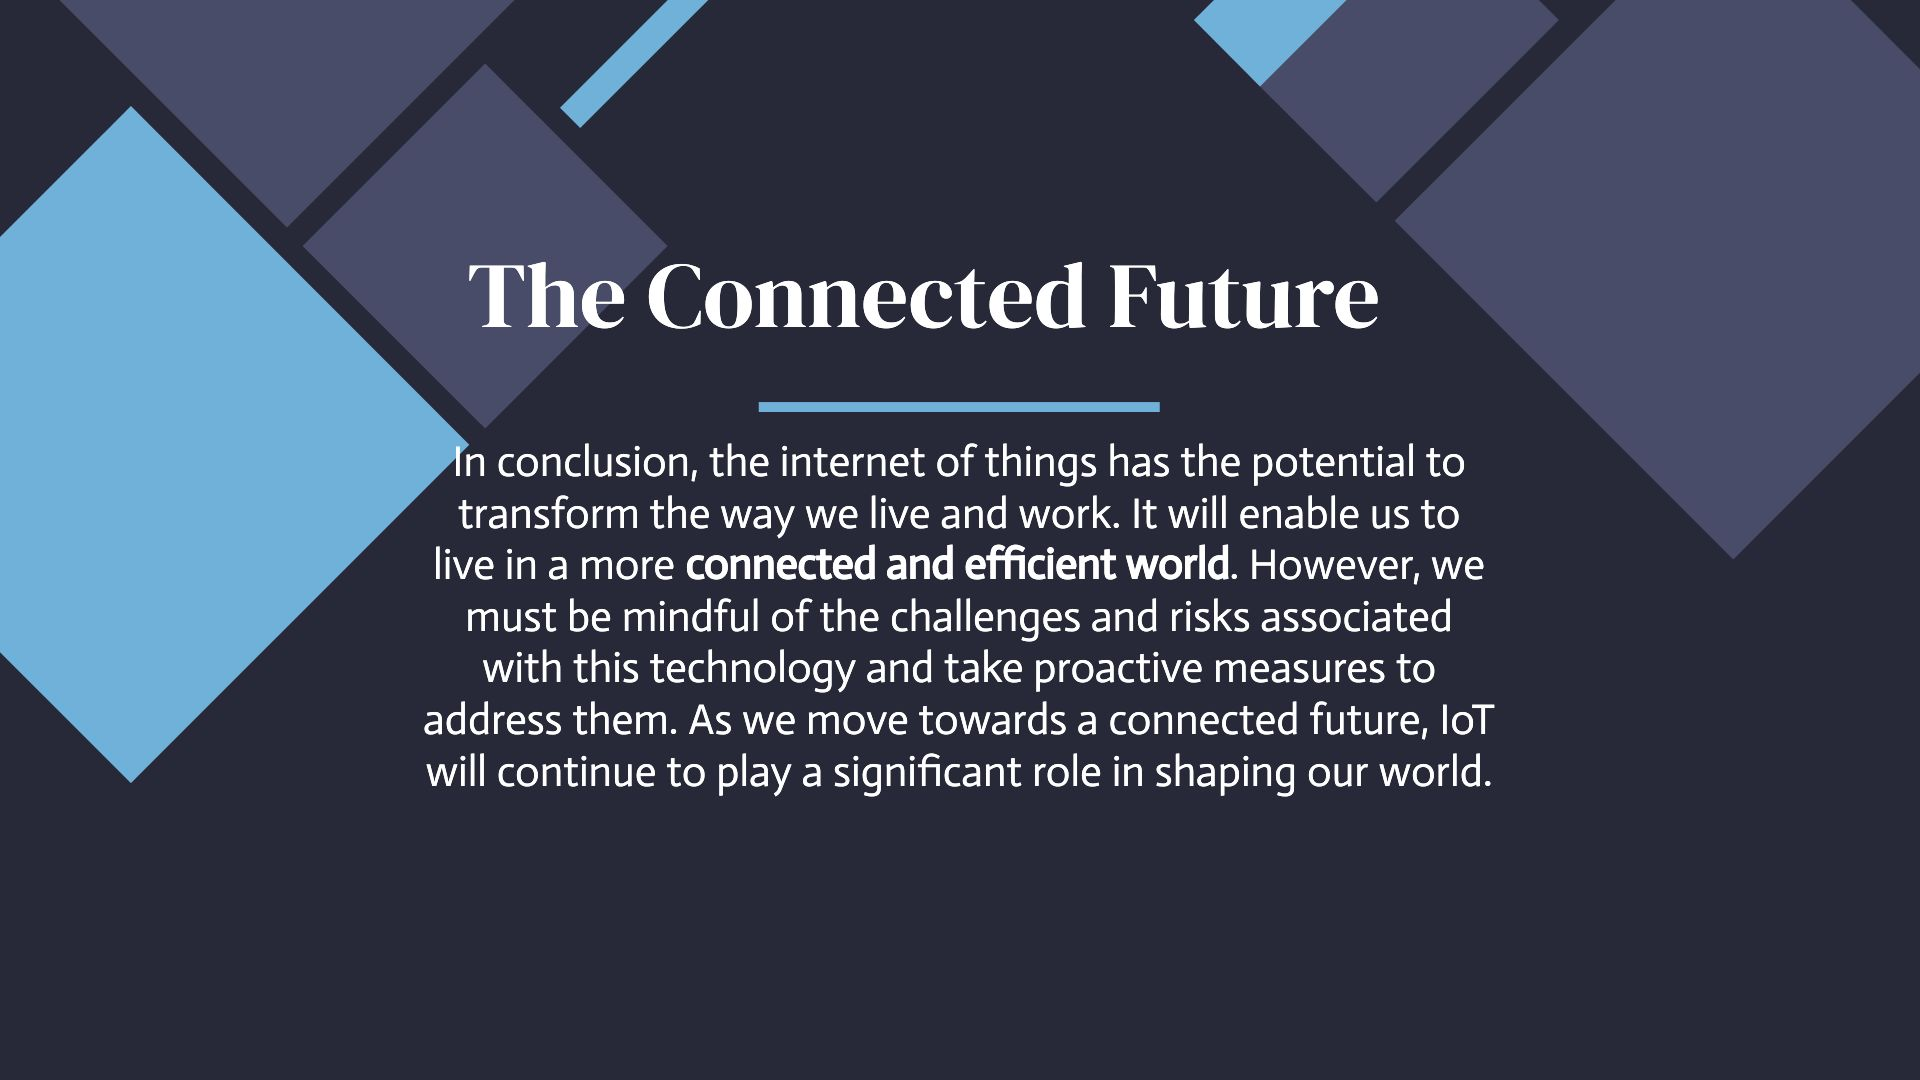 The Connected Future
In conclusion, the internet of things has the potential to
transform the way we live and work. It will enable us to
live in a more connected and efficient world. However, we
must be mindful of the challenges and risks associated
with this technology and take proactive measures to
address them. As we move towards a connected future, IoT
will continue to play a significant role in shaping our world.